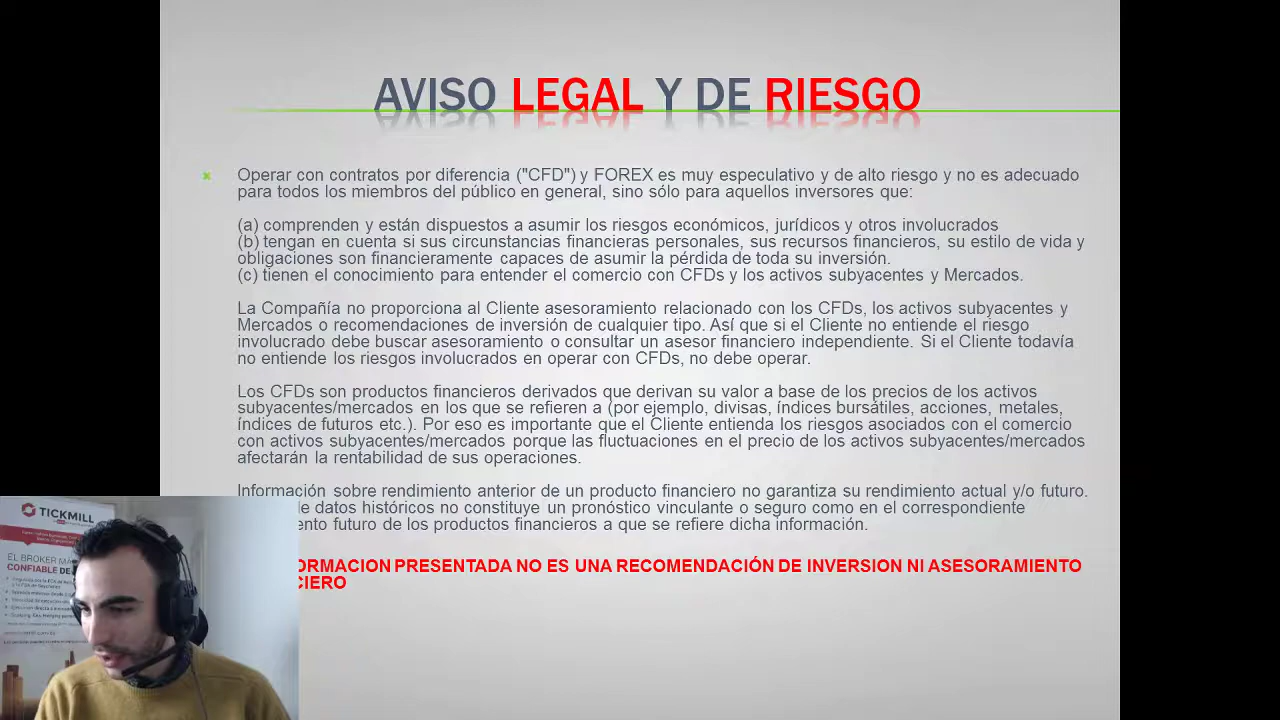 AVISO LEGAL Y DE RIESGO
Operar con contratos por diferencia ("CFD") y FOREX es muy especulativo y de alto riesgo y no es adecuado
para todos los miembros del público en general, sino sólo para aquellos inversores que:
(a) comprenden y están dispuestos a asumir los riesgos económicos, jurídicos y otros involucrados
(b) tengan en cuenta si sus circunstancias financieras personales, sus recursos financieros, su estilo de vida y
obligaciones son financieramente capaces de asumir la pérdida de toda su inversión.
(c) tienen el conocimiento para entender el comercio con CFDs y los activos subyacentes y Mercados.
La Compañía no proporciona al Cliente asesoramiento relacionado con los CFDs, los activos subyacentes y
Mercados o recomendaciones de inversión de cualquier tipo. Así que si el Cliente no entiende el riesgo
involucrado debe buscar asesoramiento o consultar un asesor financiero independiente. Si el Cliente todavía
no entiende los riesgos involucrados en operar con CFDs, no debe operar.
Los CFDs son productos financieros derivados que derivan su valor a base de los precios de los activos
subyacentes/mercados en los que se refieren a (por ejemplo, divisas, índices bursátiles, acciones, metales,
índices de futuros etc.). Por eso es importante que el Cliente entienda los riesgos asociados con el comercio
con activos subyacentes/mercados porque las fluctuaciones en el precio de los activos subyacentes/mercados
afectarán la rentabilidad de sus operaciones.
Información sobre rendimiento anterior de un producto financiero no garantiza su rendimiento actual y/o futuro.
de datos históricos no constituye un pronóstico vinculante o seguro como en el correspondiente
ento futuro de los productos financieros a que se refiere dicha información.
ORMACION PRESENTADA NO ES UNA RECOMENDACIÓN DE INVERSION NI ASESORAMIENTO
CIERO
TICKMILL
EL BROKER
CONFIABLE DE